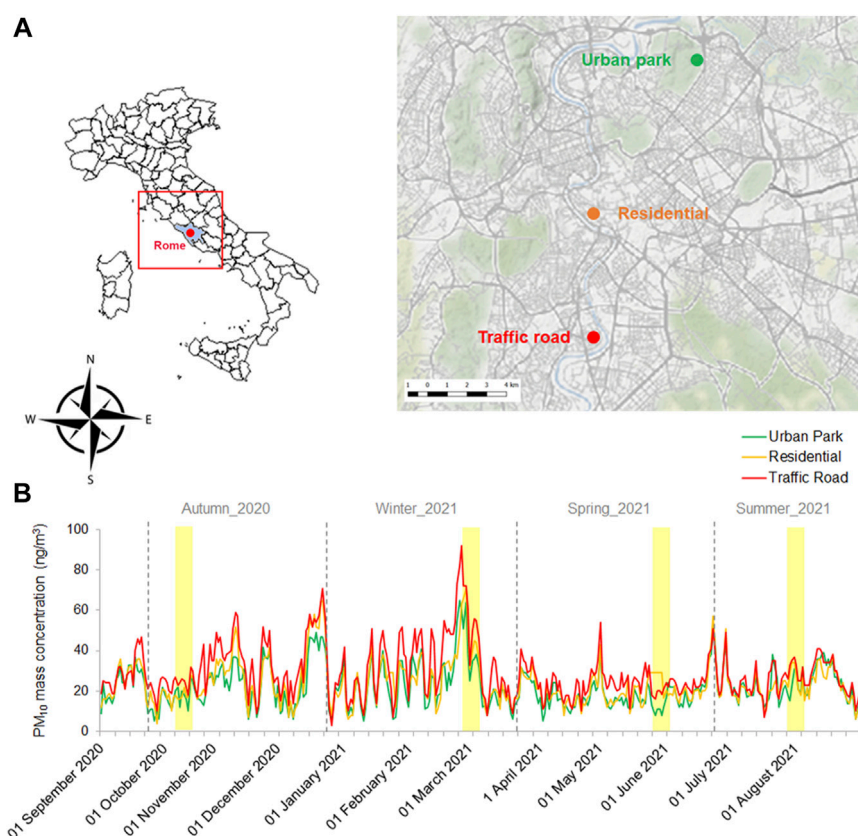 A
Rome
N
W
E
S
Urban park
Residential
Traffic road
1 0 1 2 3 4 km
Urban Park
Residential
Traffic Road
B
Autumn_2020
Winter_2021
Spring_2021
Summer_2021
PM10 mass concentration (ng/m³)
100
80
60
40
20
0
01 September 2020
01 October 2020
01 November 2020
01 December 2020
01 January 2021
01 February 2021
01 March 2021
1 April 2021
01 May 2021
01 June 2021
01 July 2021
01 August 2021